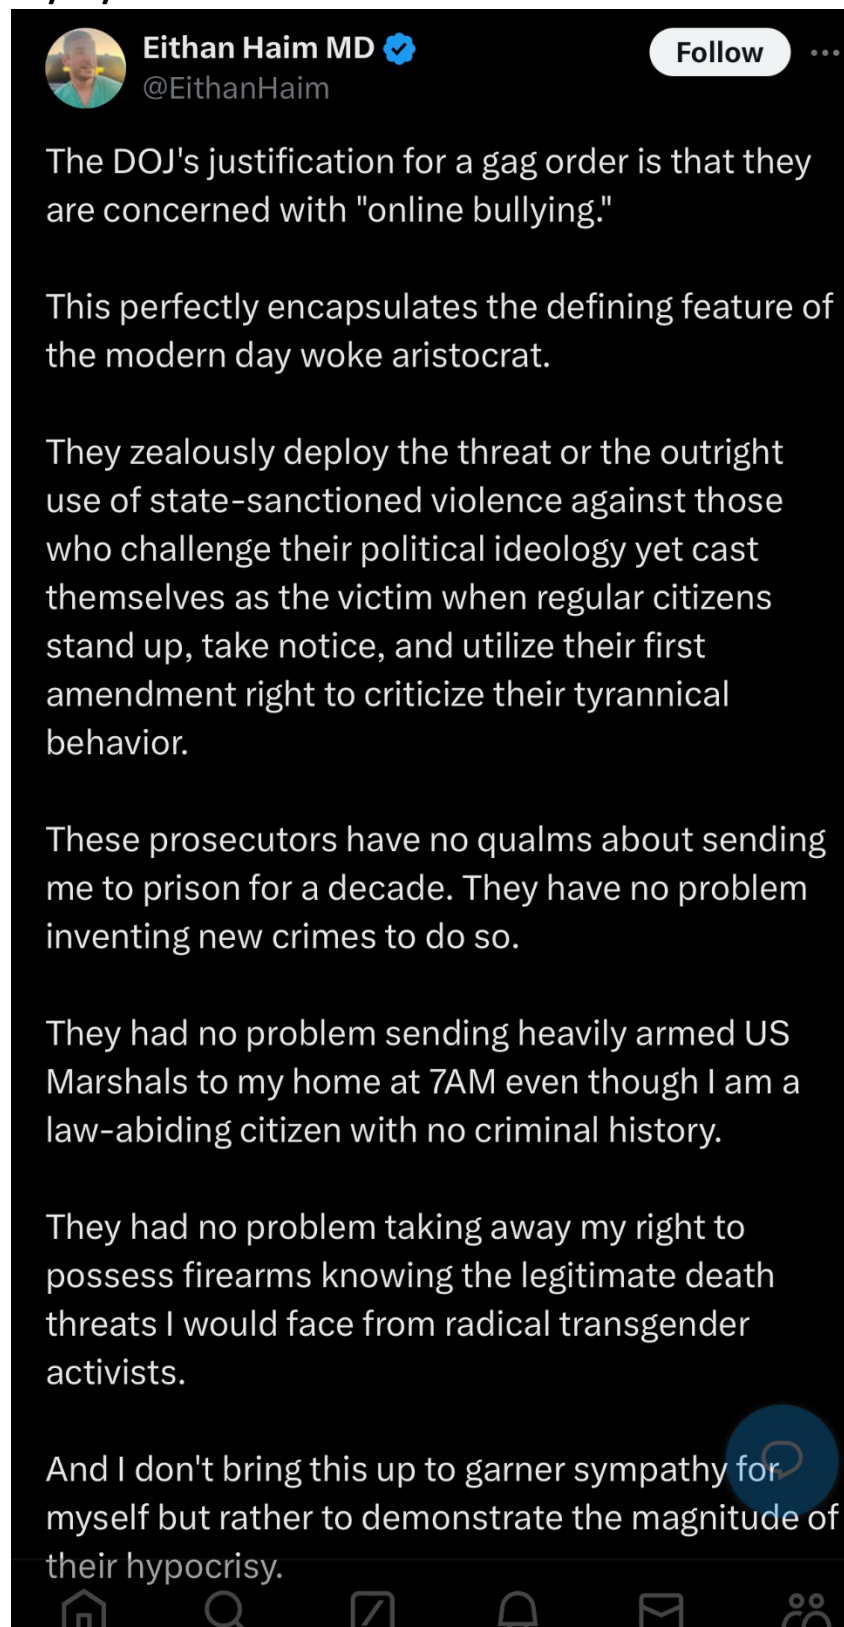 Eithan Haim MD
Follow
@EithanHaim
The DOJ's justification for a gag order is that they
are concerned with "online bullying."
This perfectly encapsulates the defining feature of
the modern day woke aristocrat.
They zealously deploy the threat or the outright
use of state-sanctioned violence against those
who challenge their political ideology yet cast
themselves as the victim when regular citizens
stand up, take notice, and utilize their first
amendment right to criticize their tyrannical
behavior.
These prosecutors have no qualms about sending
me to prison for a decade. They have no problem
inventing new crimes to do so.
They had no problem sending heavily armed US
Marshals to my home at 7AM even though I am a
law-abiding citizen with no criminal history.
They had no problem taking away my right to
possess firearms knowing the legitimate death
threats I would face from radical transgender
activists.
And I don't bring this up to garner sympathy for
myself but rather to demonstrate the magnitude of
their hypocrisy.